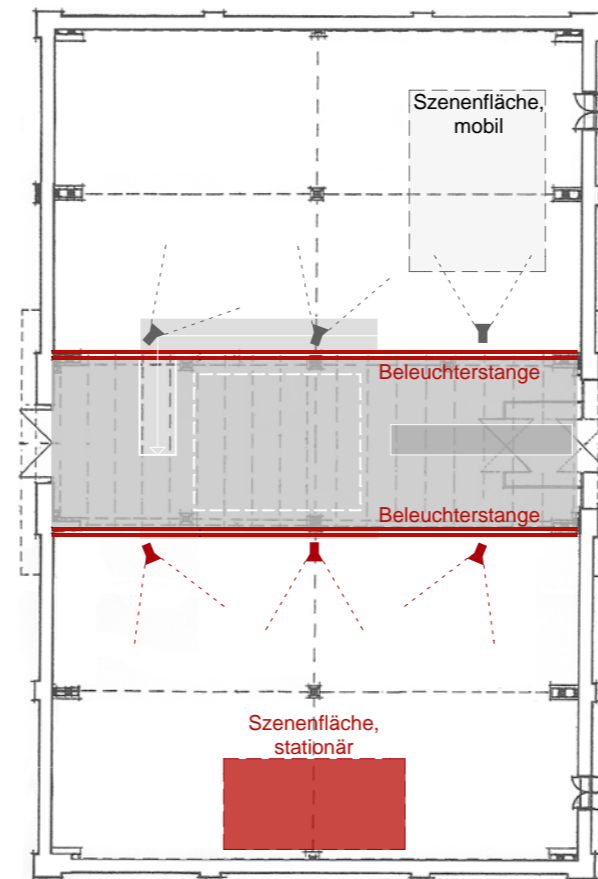 Szenenfläche,
mobil
Beleuchterstange
Beleuchterstange
Szenenfläche,
stationär